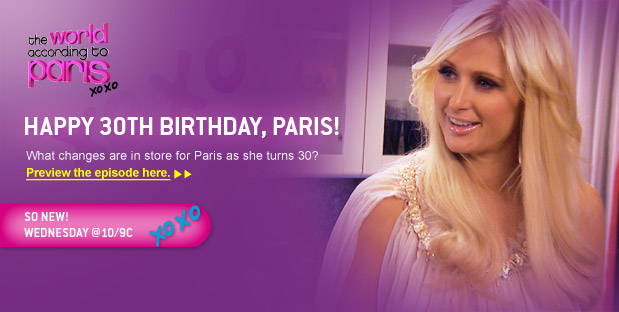 the world
according to
paris
xoxo
HAPPY 30TH BIRTHDAY, PARIS!
What changes are in store for Paris as she turns 30?
Preview the episode here.
SO NEW!
WEDNESDAY @10/9C
XOXO